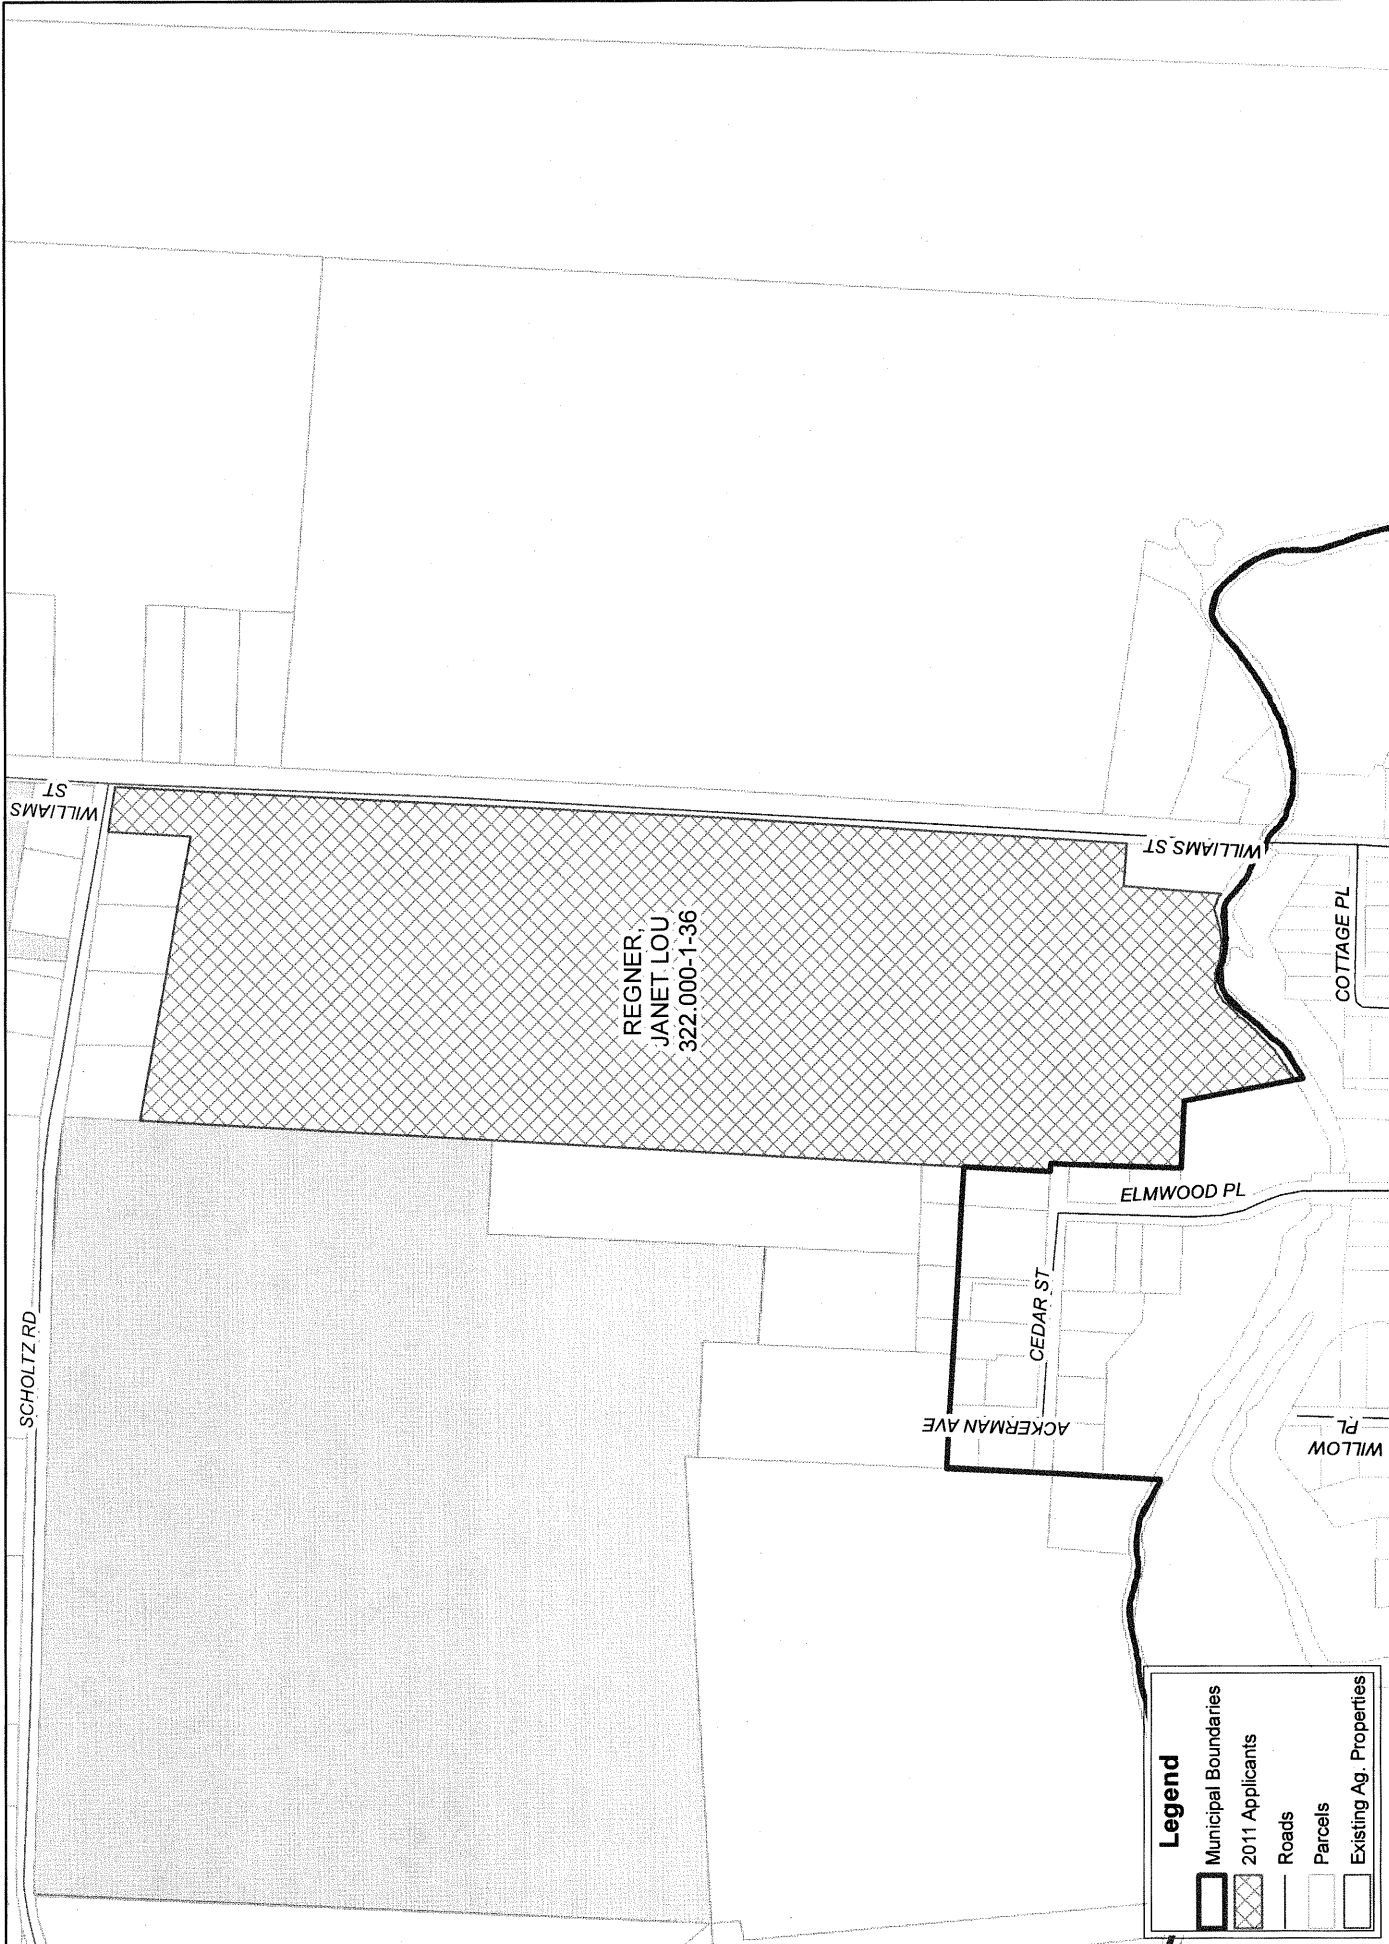 WILLIAMS
ST
SCHOLTZ RD
REGNER,
JANET LOU
322.000-1-36
WILLIAMS ST
COTTAGE PL
ELMWOOD PL
CEDAR ST
ACKERMAN AVE
WILLOW
PL
Legend
Municipal Boundaries
2011 Applicants
Roads
Parcels
Existing Ag. Properties